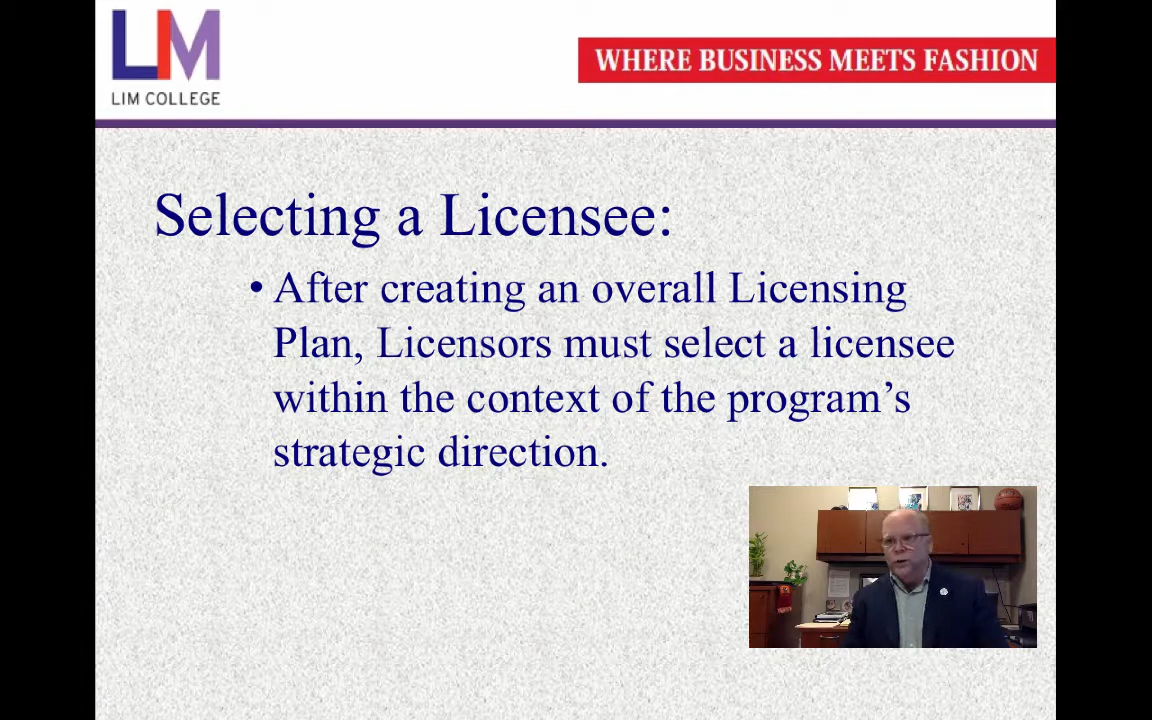 LIM
LIM COLLEGE
WHERE BUSINESS MEETS FASHION
Selecting a Licensee:
• After creating an overall Licensing
Plan, Licensors must select a licensee
within the context of the program’s
strategic direction.